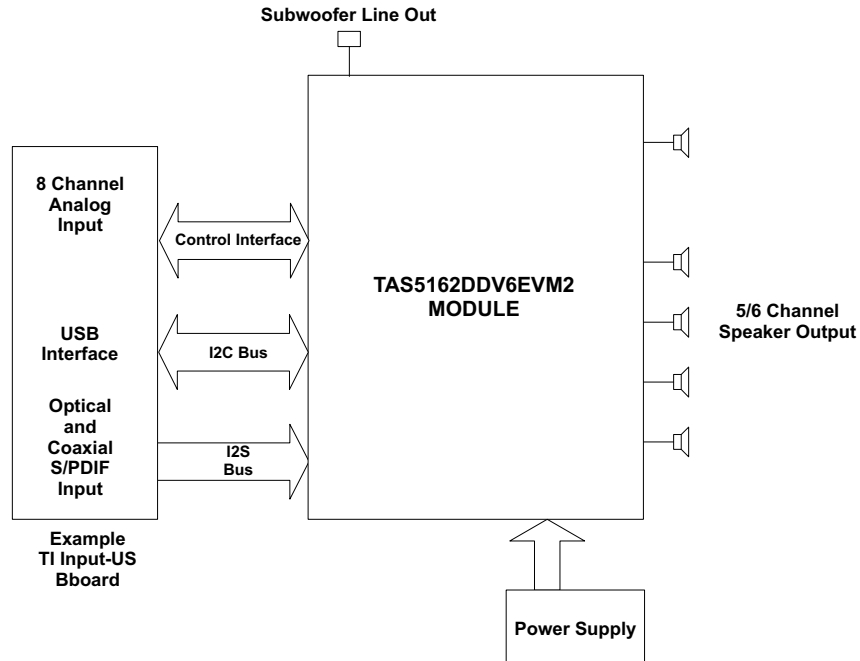 Subwoofer Line Out
8 Channel
Analog
Input
Control Interface
TAS5162DDV6EVM2
MODULE
5/6 Channel
Speaker Output
USB
Interface
I2C Bus
Optical
and
Coaxial
S/PDIF
Input
I2S
Bus
Example
TI Input-US
Bboard
Power Supply